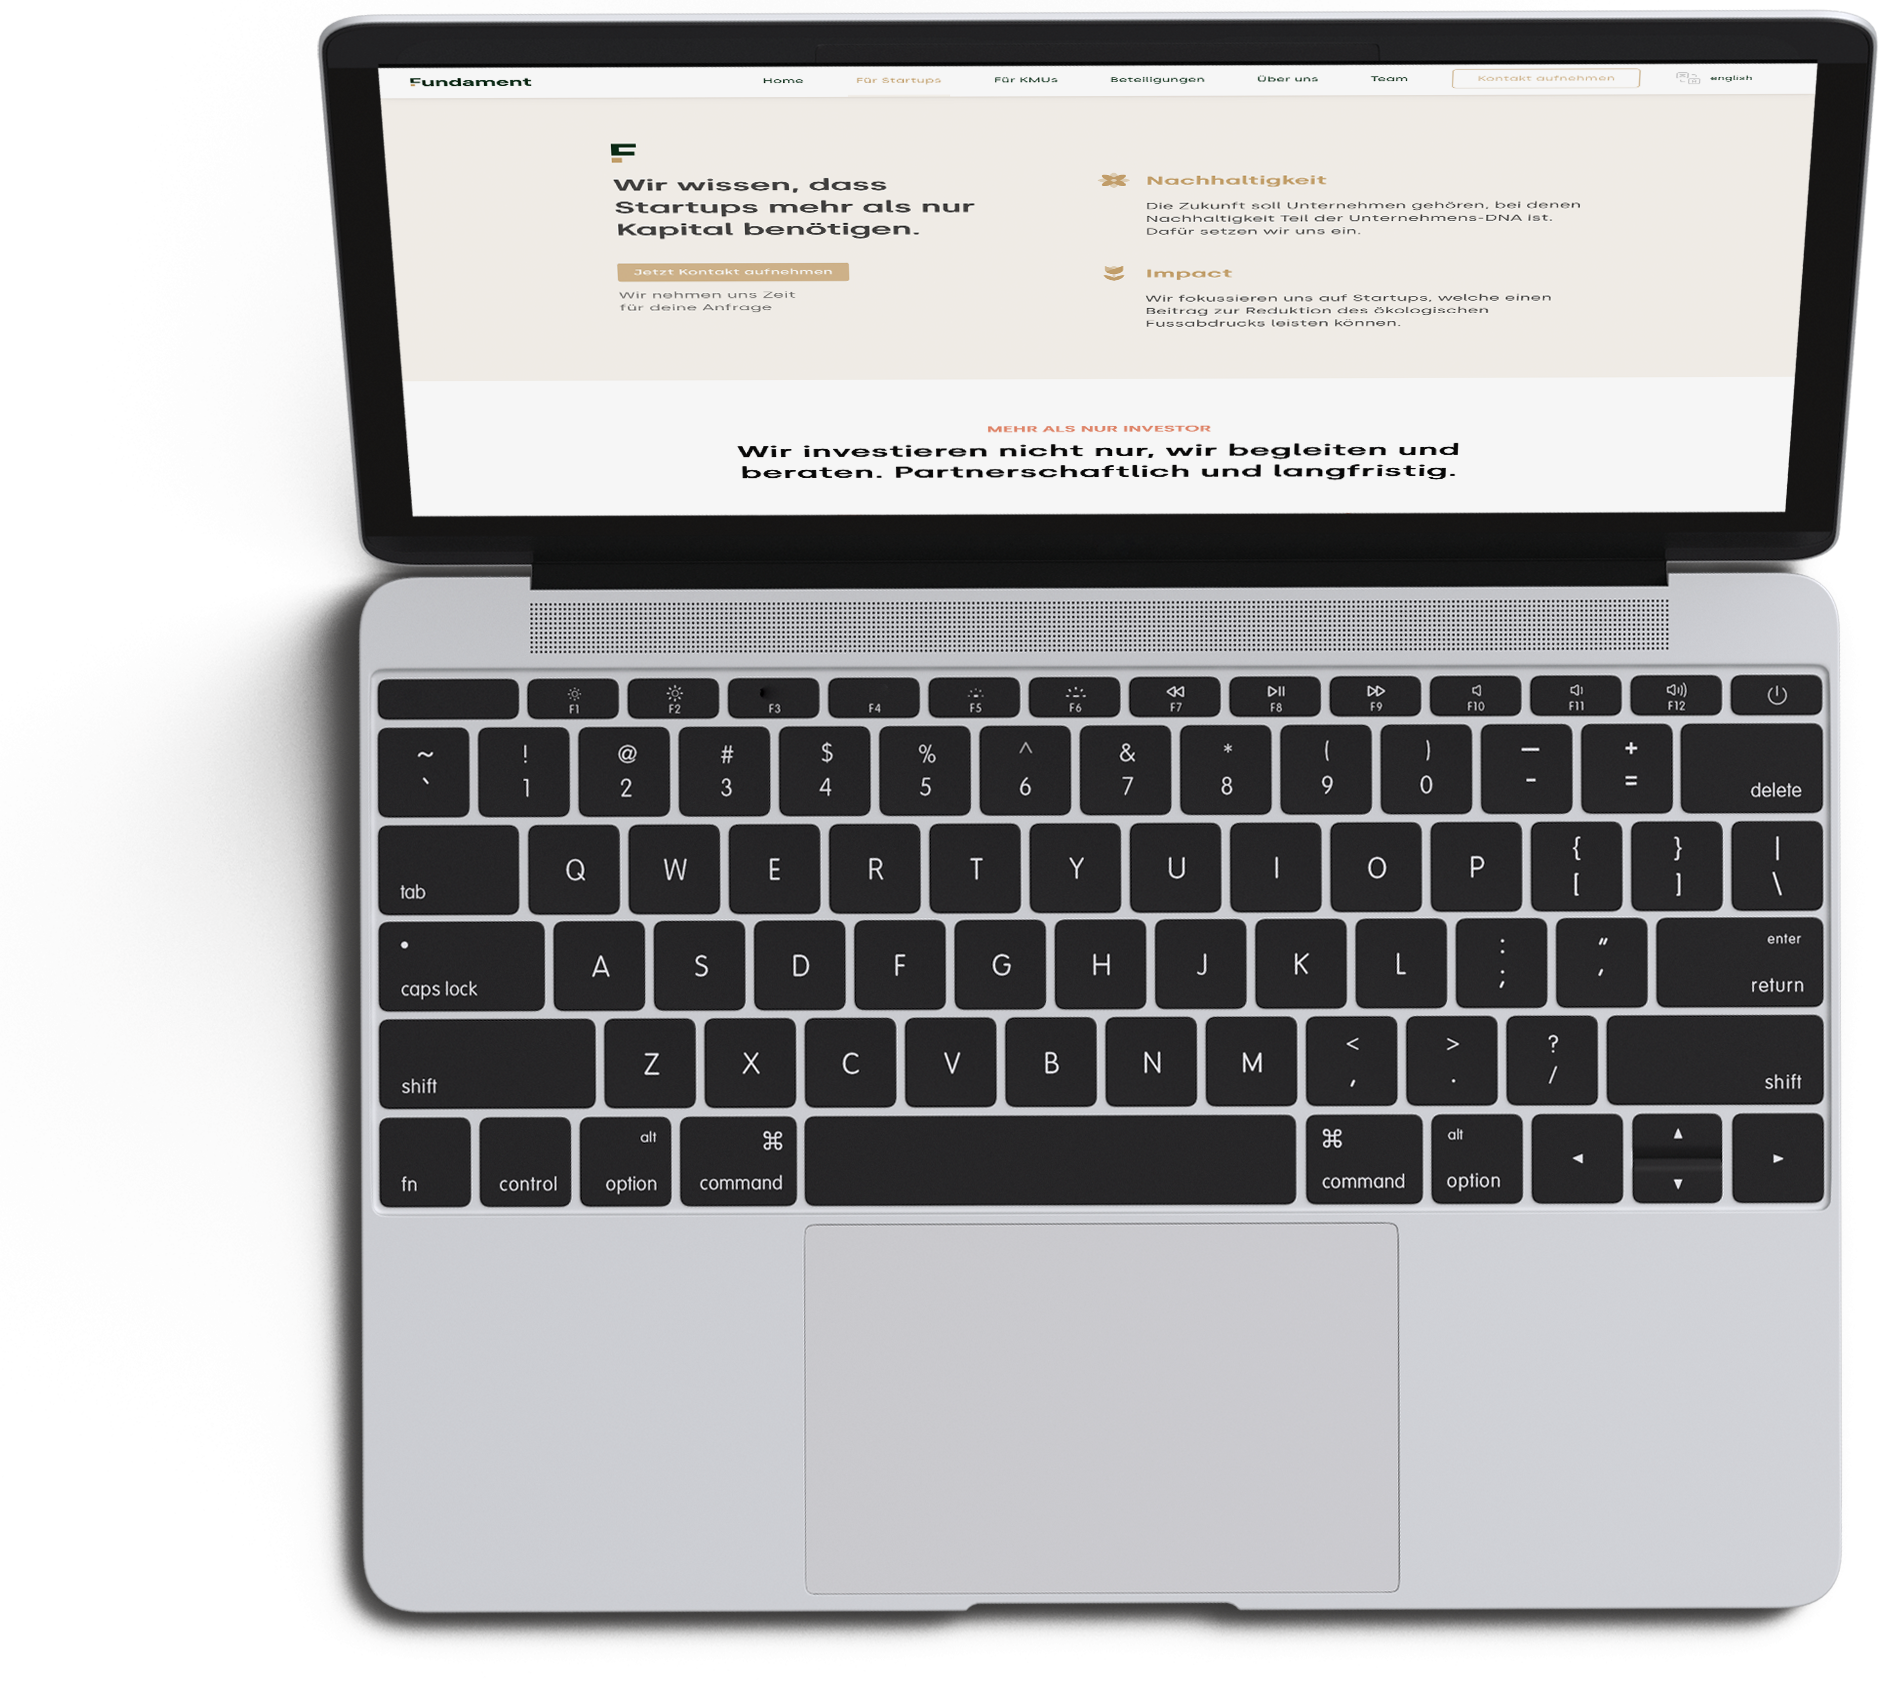 Fundament
Home Für Startups Für KMUs Beteiligungen Über uns Team Kontakt aufnehmen english
Wir wissen, dass
Startups mehr als nur
Kapital benötigen.
Jetzt Kontakt aufnehmen
Wir nehmen uns Zeit
für deine Anfrage
Nachhaltigkeit
Die Zukunft soll Unternehmen gehören, bei denen
Nachhaltigkeit Teil der Unternehmens-DNA ist.
Dafür setzen wir uns ein.
Impact
Wir fokussieren uns auf Startups, welche einen
Beitrag zur Reduktion des ökologischen
Fussabdrucks leisten können.
MEHR ALS NUR INVESTOR
Wir investieren nicht nur, wir begleiten und
beraten. Partnerschaftlich und langfristig.
F1 F2 F3 F4 F5 F6 F7 F8 F9 F10 F11 F12
~ ! @ # $ % ^ & * ( ) — +
` 1 2 3 4 5 6 7 8 9 0 - = delete
tab Q W E R T Y U I O P { [ } ] | \
caps lock A S D F G H J K L : ; " ' enter return
shift Z X C V B N M < , > . ? / shift
fn control alt option ⌘ command ⌘ command alt option ◄ ▲ ▼ ►